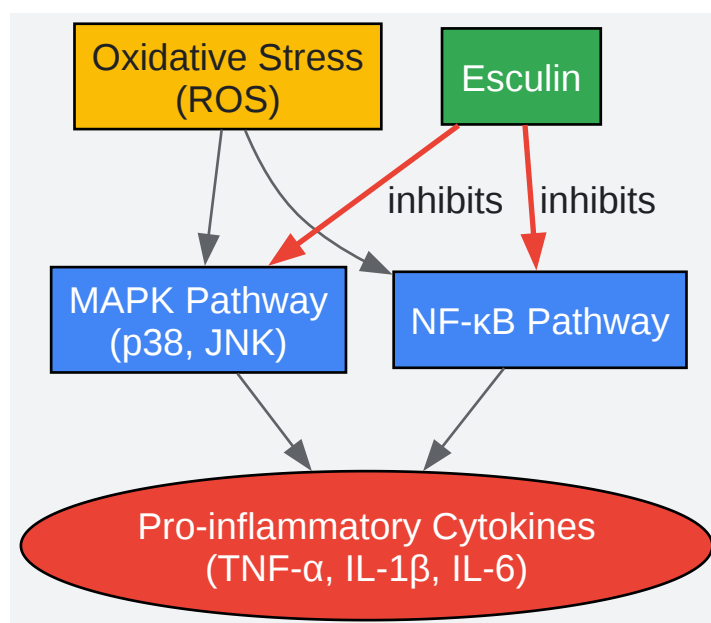 Oxidative Stress
(ROS)
Esculin
inhibits
inhibits
MAPK Pathway
(p38, JNK)
NF-κB Pathway
Pro-inflammatory Cytokines
(TNF-α, IL-1β, IL-6)